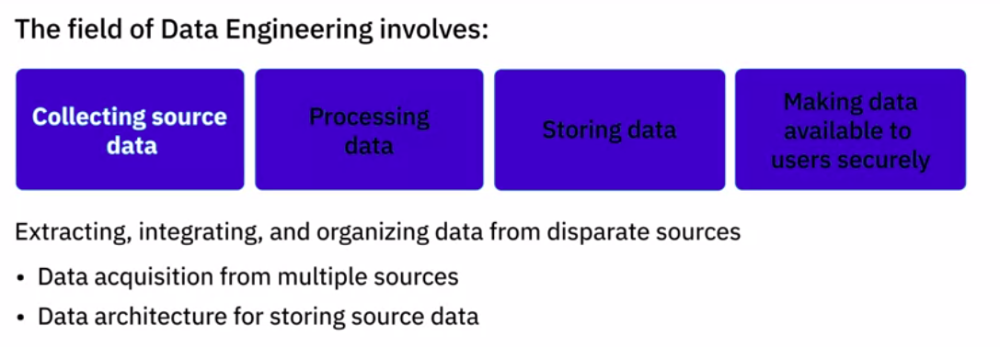 The field of Data Engineering involves:
Collecting source
data
Processing
data
Storing data
Making data
available to
users securely
Extracting, integrating, and organizing data from disparate sources
• Data acquisition from multiple sources
• Data architecture for storing source data